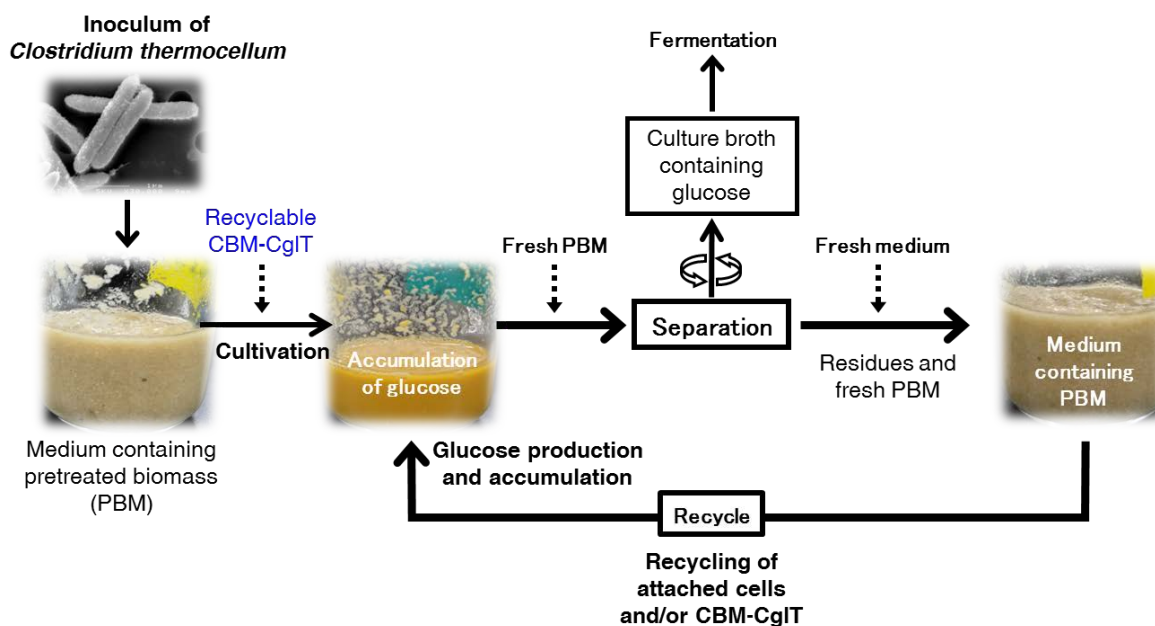 Inoculum of
Clostridium thermocellum
Recyclable
CBM-CglT
Cultivation
Medium containing
pretreated biomass
(PBM)
Accumulation
of glucose
Fresh PBM
Fermentation
Culture broth
containing
glucose
Separation
Fresh medium
Residues and
fresh PBM
Medium
containing
PBM
Glucose production
and accumulation
Recycle
Recycling of
attached cells
and/or CBM-CglT